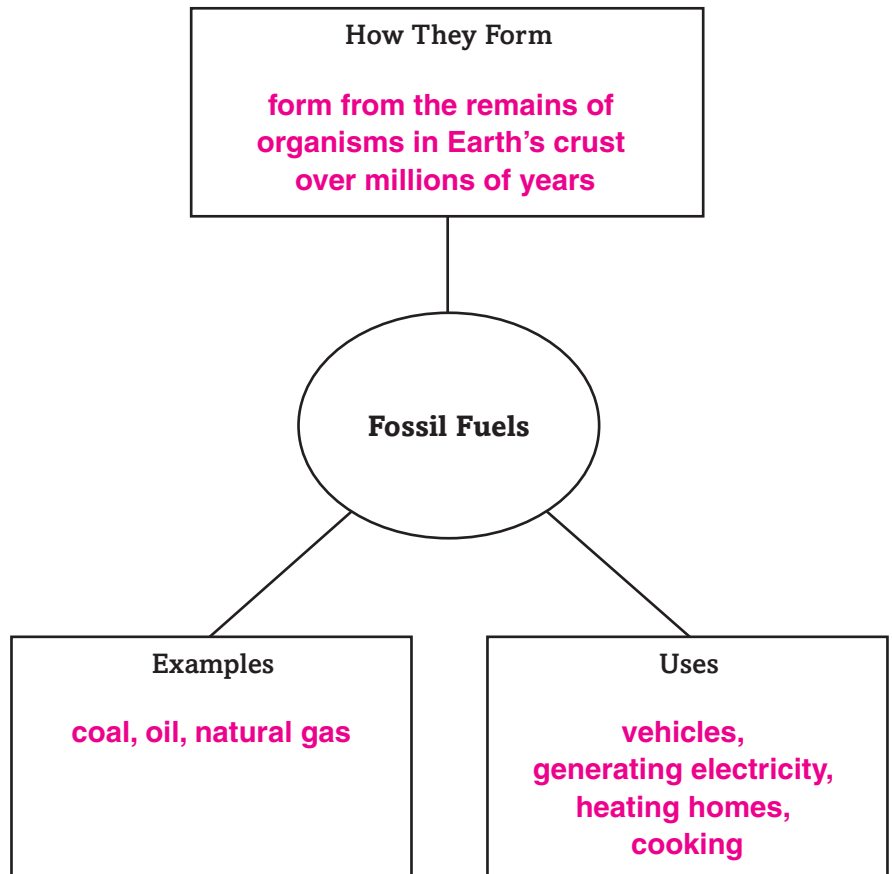 How They Form
form from the remains of
organisms in Earth’s crust
over millions of years
Fossil Fuels
Examples
coal, oil, natural gas
Uses
vehicles,
generating electricity,
heating homes,
cooking